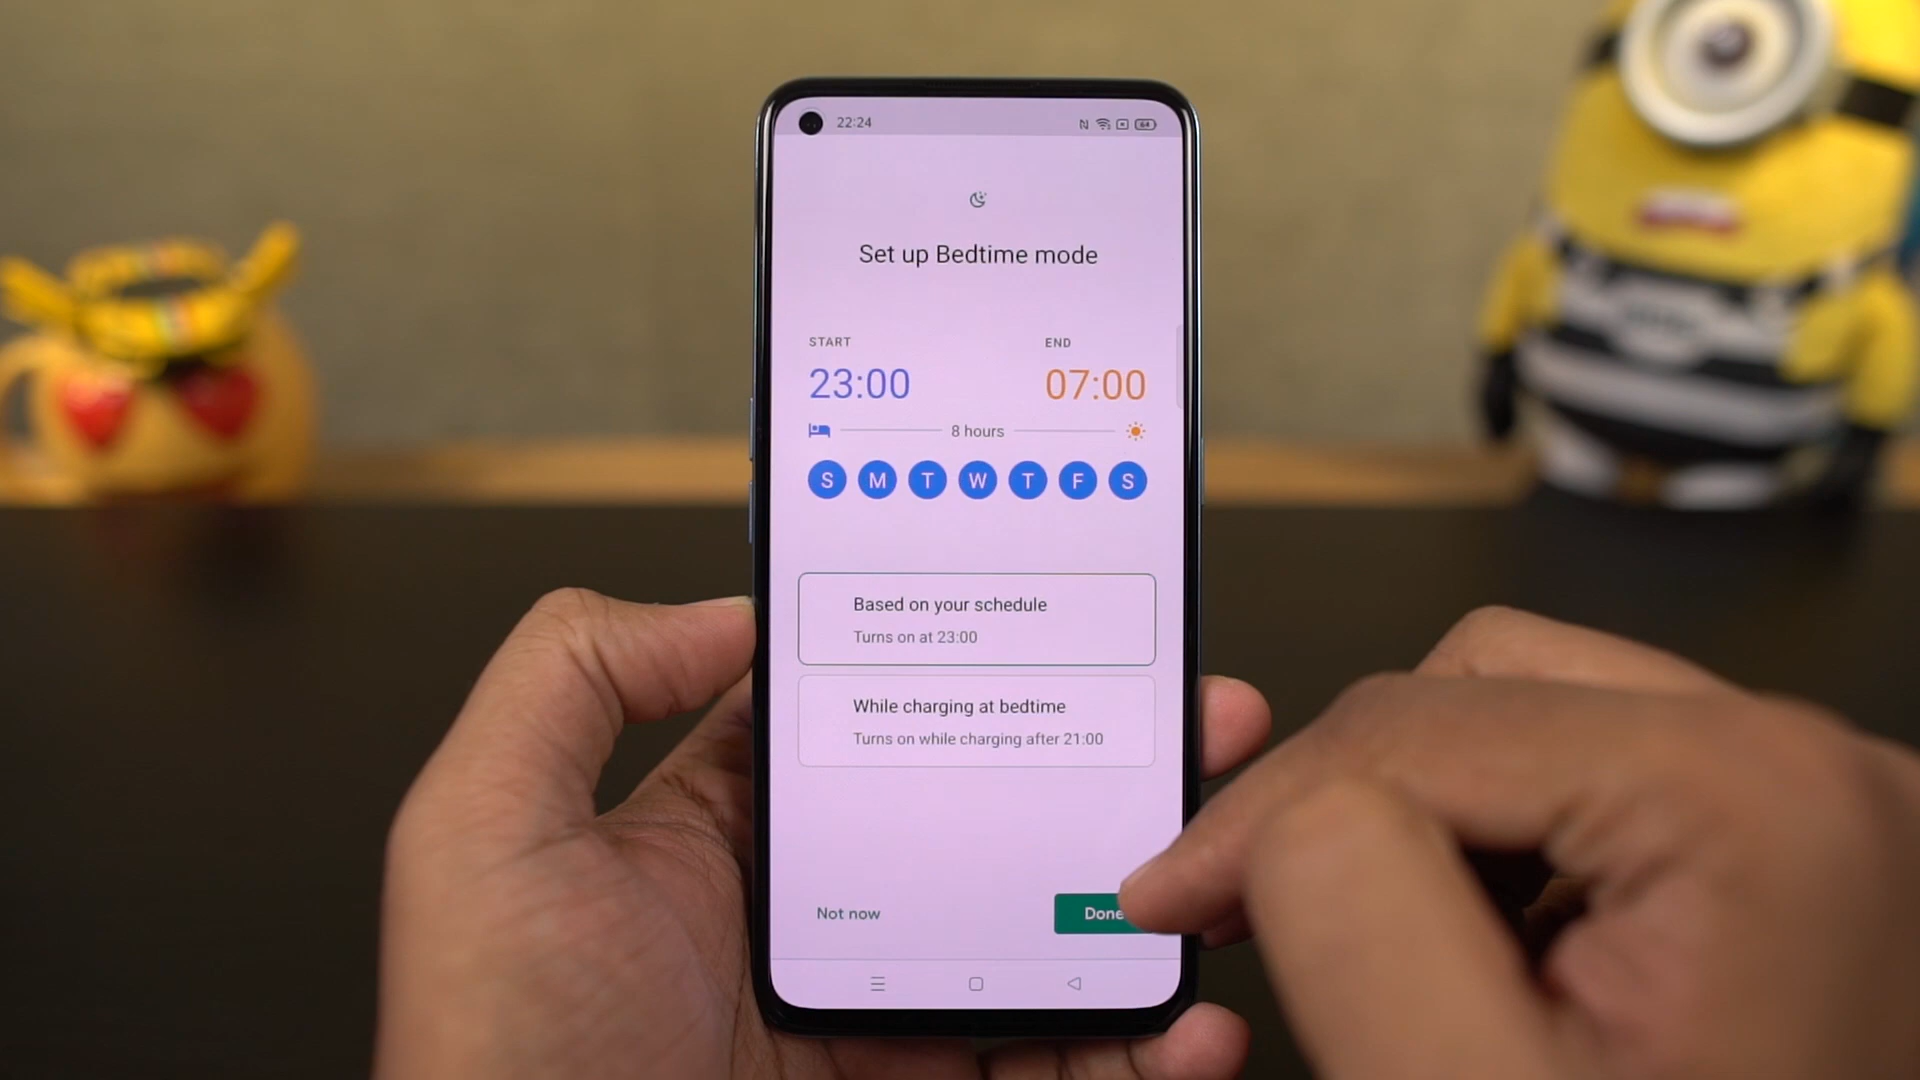 22:24
64
Set up Bedtime mode
START
END
23:00
07:00
8 hours
S M T W T F S
Based on your schedule
Turns on at 23:00
While charging at bedtime
Turns on while charging after 21:00
Not now
Done